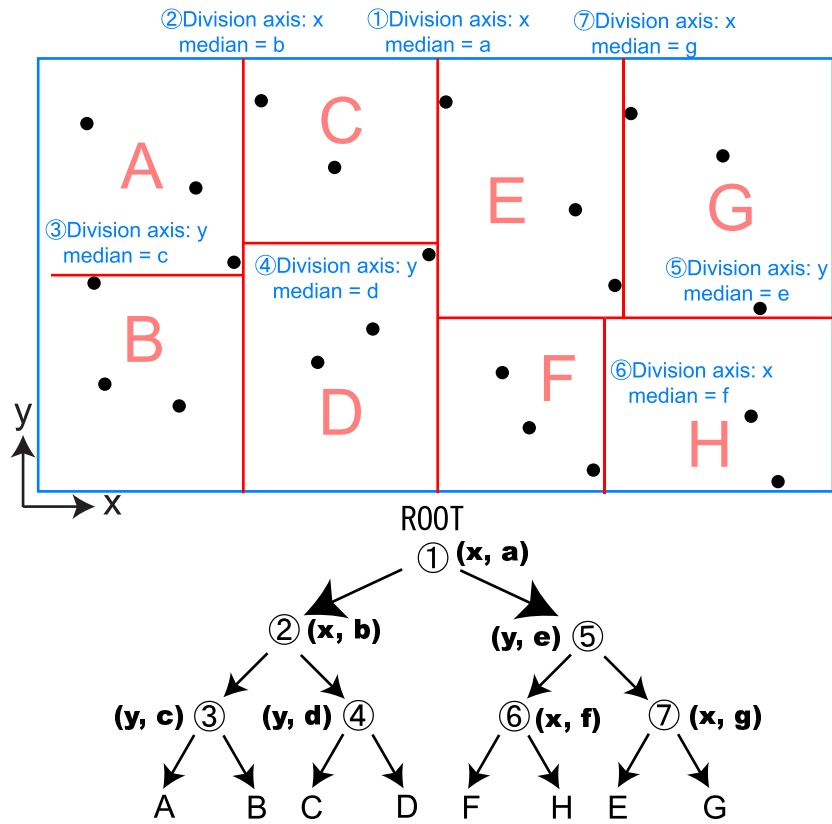 ②Division axis: x
median = b
①Division axis: x
median = a
⑦Division axis: x
median = g
A
C
E
G
③Division axis: y
median = c
④Division axis: y
median = d
⑤Division axis: y
median = e
B
D
F
⑥Division axis: x
median = f
H
y
x
ROOT
① (x, a)
② (x, b)
(y, e) ⑤
(y, c) ③
(y, d) ④
⑥ (x, f)
⑦ (x, g)
A B C D F H E G